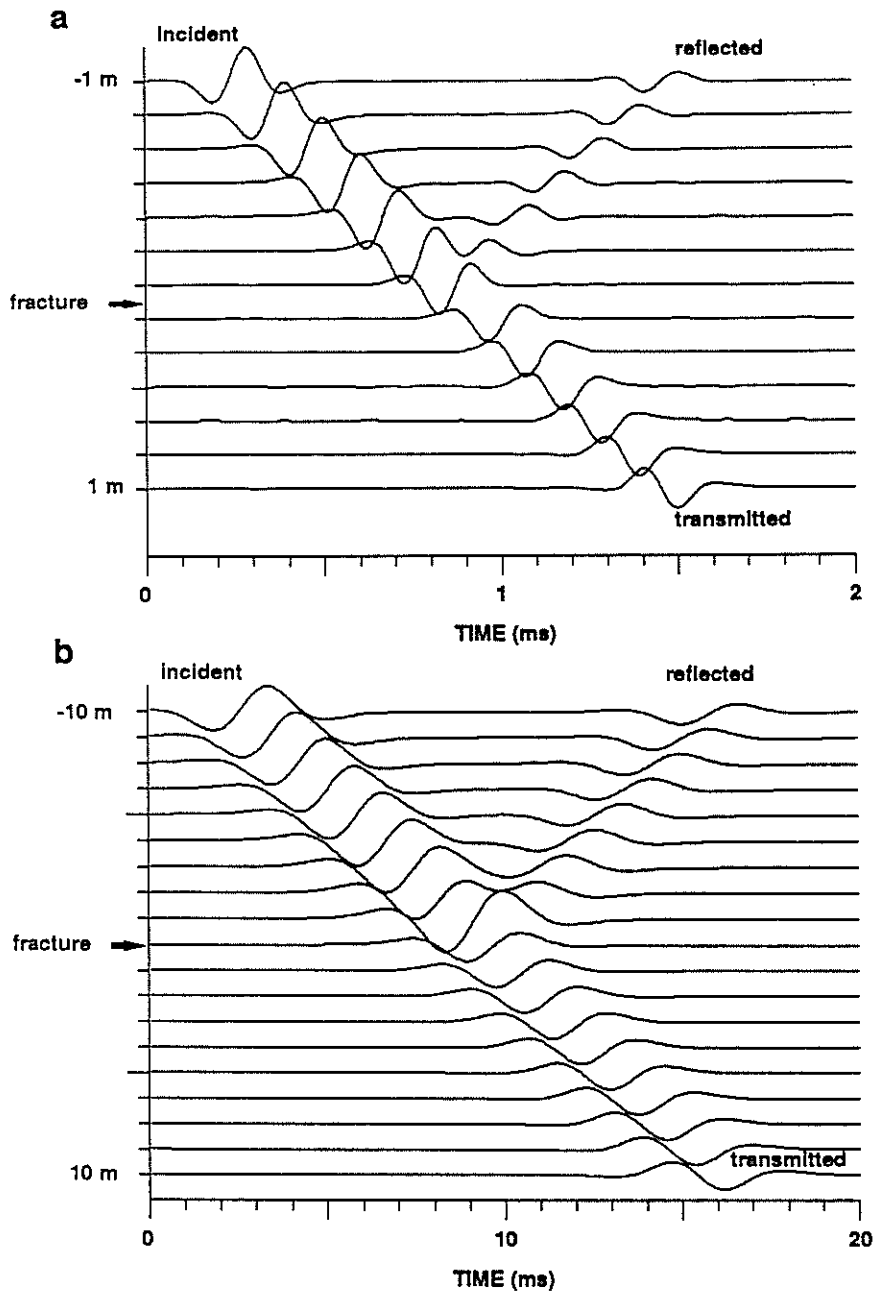 a
Incident
reflected
-1 m
fracture
1 m
transmitted
0
1
2
TIME (ms)
b
incident
reflected
-10 m
fracture
10 m
transmitted
0
10
20
TIME (ms)